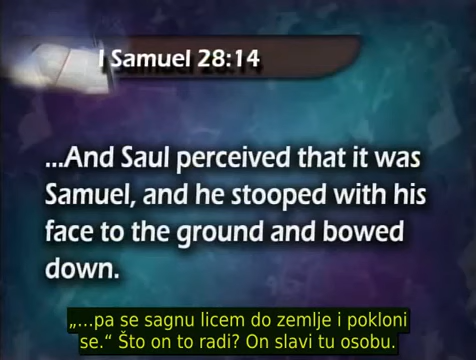 I Samuel 28:14
...And Saul perceived that it was
Samuel, and he stooped with his
face to the ground and bowed
down.
„...pa se sagnu licem do zemlje i pokloni
se.“ Što on to radi? On slavi tu osobu.